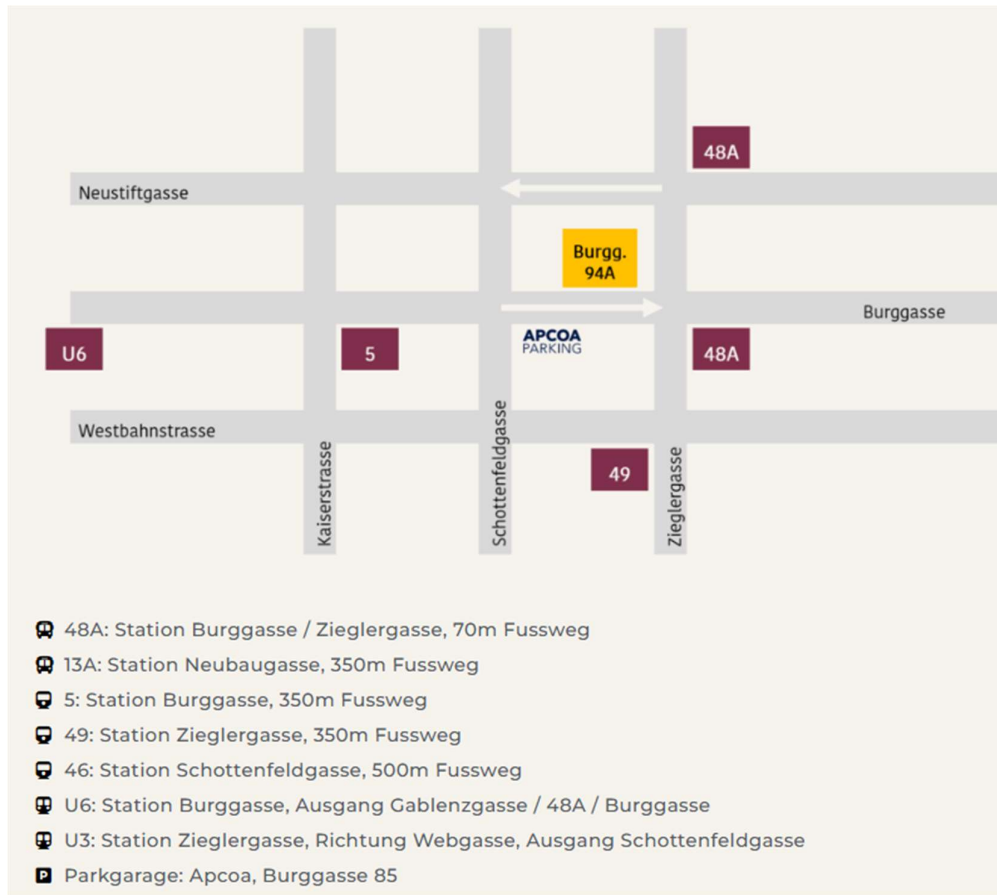 48A
Neustiftgasse
Burgg.
94A
Burggasse
U6
5
APCOA
PARKING
48A
Westbahnstrasse
49
Kaiserstrasse
Schottenfeldgasse
Zieglergasse
48A: Station Burggasse / Zieglergasse, 70m Fussweg
13A: Station Neubaugasse, 350m Fussweg
5: Station Burggasse, 350m Fussweg
49: Station Zieglergasse, 350m Fussweg
46: Station Schottenfeldgasse, 500m Fussweg
U6: Station Burggasse, Ausgang Gablenzgasse / 48A / Burggasse
U3: Station Zieglergasse, Richtung Webgasse, Ausgang Schottenfeldgasse
P Parkgarage: Apcoa, Burggasse 85